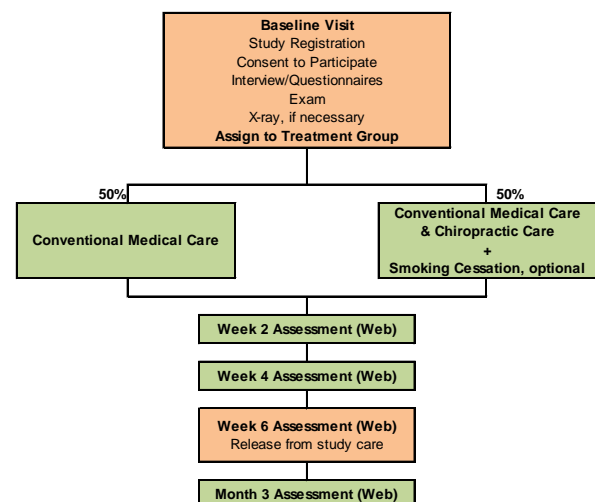 Baseline Visit
Study Registration
Consent to Participate
Interview/Questionnaires
Exam
X-ray, if necessary
Assign to Treatment Group
50%
50%
Conventional Medical Care
Conventional Medical Care
& Chiropractic Care
+
Smoking Cessation, optional
Week 2 Assessment (Web)
Week 4 Assessment (Web)
Week 6 Assessment (Web)
Release from study care
Month 3 Assessment (Web)